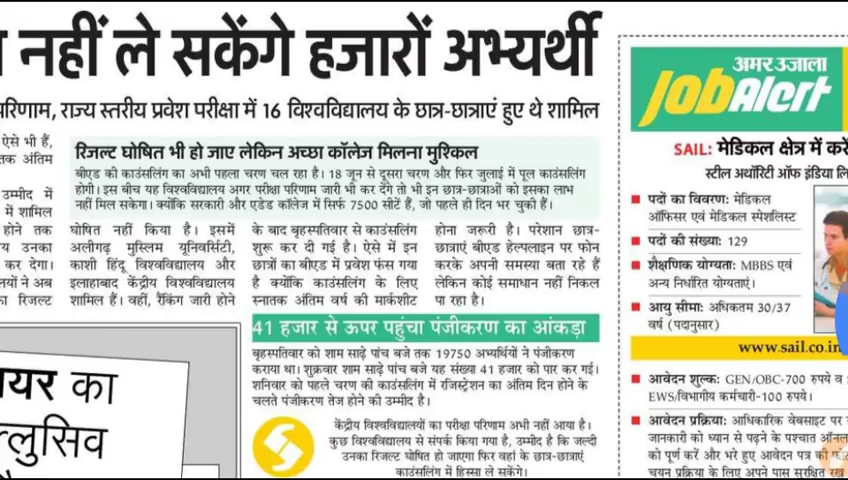 नहीं ले सकेंगे हजारों अभ्यर्थी
परिणाम, राज्य स्तरीय प्रवेश परीक्षा में 16 विश्वविद्यालय के छात्र-छात्राएं हुए थे शामिल
ऐसे भी हैं,
तक अंतिम
उम्मीद में
में शामिल
होने तक
य उनका
कर देगा।
लयों ने अब
का रिजल्ट
रिजल्ट घोषित भी हो जाए लेकिन अच्छा कॉलेज मिलना मुश्किल
बीएड की काउंसलिंग का अभी पहला चरण चल रहा है। 18 जून से दूसरा चरण और फिर जुलाई में पूल काउंसलिंग
होगी। इस बीच यह विश्वविद्यालय अगर परीक्षा परिणाम जारी भी कर देंगे तो भी इन छात्र-छात्राओं को इसका लाभ
नहीं मिल सकेगा। क्योंकि सरकारी और एडेड कॉलेज में सिर्फ 7500 सीटें हैं, जो पहले ही दिन भर चुकी हैं।
घोषित नहीं किया है। इसमें
अलीगढ़ मुस्लिम यूनिवर्सिटी,
काशी हिंदू विश्वविद्यालय और
इलाहाबाद केंद्रीय विश्वविद्यालय
शामिल हैं। वहीं, रैंकिंग जारी होने
के बाद बृहस्पतिवार से काउंसलिंग
शुरू कर दी गई है। ऐसे में इन
छात्रों का बीएड में प्रवेश फंस गया
है क्योंकि काउंसलिंग के लिए
स्नातक अंतिम वर्ष की मार्कशीट
होना जरूरी है। परेशान छात्र-
छात्राएं बीएड हेल्पलाइन पर फोन
करके अपनी समस्या बता रहे हैं
लेकिन कोई समाधान नहीं निकल
पा रहा है।
41 हजार से ऊपर पहुंचा पंजीकरण का आंकड़ा
बृहस्पतिवार को शाम साढ़े पांच बजे तक 19750 अभ्यर्थियों ने पंजीकरण
कराया था। शुक्रवार शाम साढ़े पांच बजे यह संख्या 41 हजार को पार कर गई।
शनिवार को पहले चरण की काउंसलिंग में रजिस्ट्रेशन का अंतिम दिन होने के
चलते पंजीकरण तेज होने की उम्मीद है।
केंद्रीय विश्वविद्यालयों का परीक्षा परिणाम अभी नहीं आया है।
कुछ विश्वविद्यालय से संपर्क किया गया है, उम्मीद है कि जल्दी
उनका रिजल्ट घोषित हो जाएगा फिर वहां के छात्र-छात्राएं
काउंसलिंग में हिस्सा ले सकेंगे।
यर का
ल्लुसिव
अमर उजाला
Job Alert
SAIL: मेडिकल क्षेत्र में करें
स्टील अथॉरिटी ऑफ इंडिया लि
पदों का विवरण: मेडिकल
ऑफिसर एवं मेडिकल स्पेशलिस्ट
पदों की संख्या: 129
शैक्षणिक योग्यता: MBBS एवं
अन्य निर्धारित योग्यताएं।
आयु सीमा: अधिकतम 30/37
वर्ष (पदानुसार)
www.sail.co.in
आवेदन शुल्क: GEN/OBC-700 रुपये व
EWS/विभागीय कर्मचारी-100 रुपये।
आवेदन प्रक्रिया: आधिकारिक वेबसाइट पर
जानकारी को ध्यान से पढ़ने के पश्चात ऑनल
को पूर्ण करें और भरे हुए आवेदन पत्र की
चयन प्रक्रिया के लिए अपने पास सुरक्षित रख